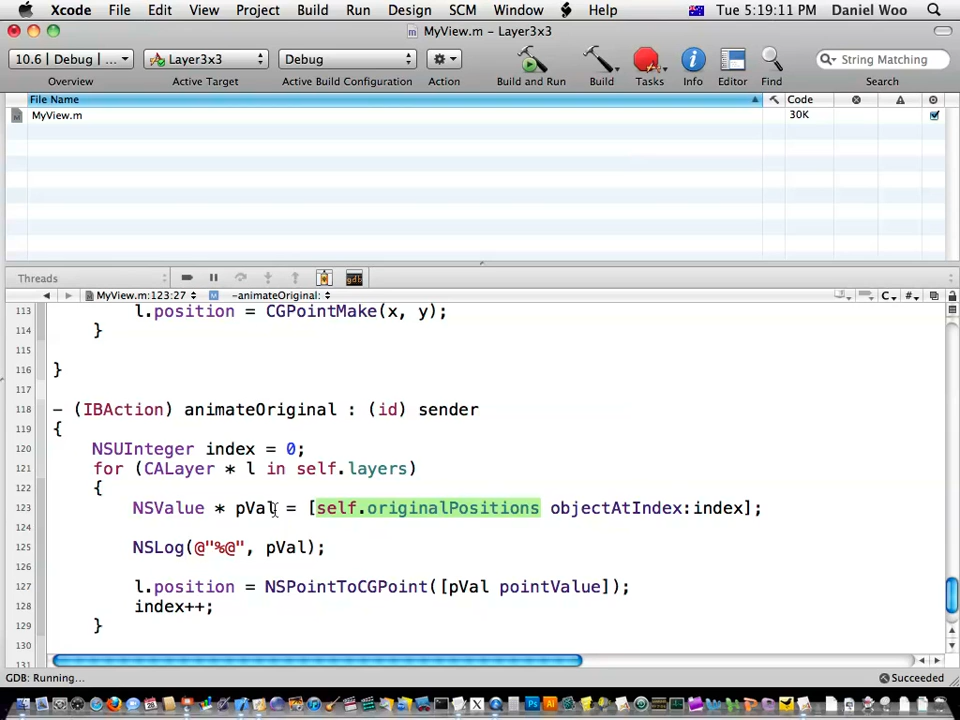 Xcode File Edit View Project Build Run Design SCM Window Help Tue 5:19:11 Daniel Woo
MyView.m – Layer3x3
10.6 | Debug | ... Layer3x3 Debug String Matching
Overview Active Target Active Build Configuration Action Build and Run Build Tasks Info Editor Find Search
File Name Code
MyView.m 30K
Threads gdb
MyView.m:123:27 M -animateOriginal: C #
113 l.position = CGPointMake(x, y);
114 }
115
116 }
117
118 - (IBAction) animateOriginal : (id) sender
119 {
120 NSUInteger index = 0;
121 for (CALayer * l in self.layers)
122 {
123 NSValue * pVal = [self.originalPositions objectAtIndex:index];
124
125 NSLog(@"%@", pVal);
126
127 l.position = NSPointToCGPoint([pVal pointValue]);
128 index++;
129 }
130
131
GDB: Running... Succeeded